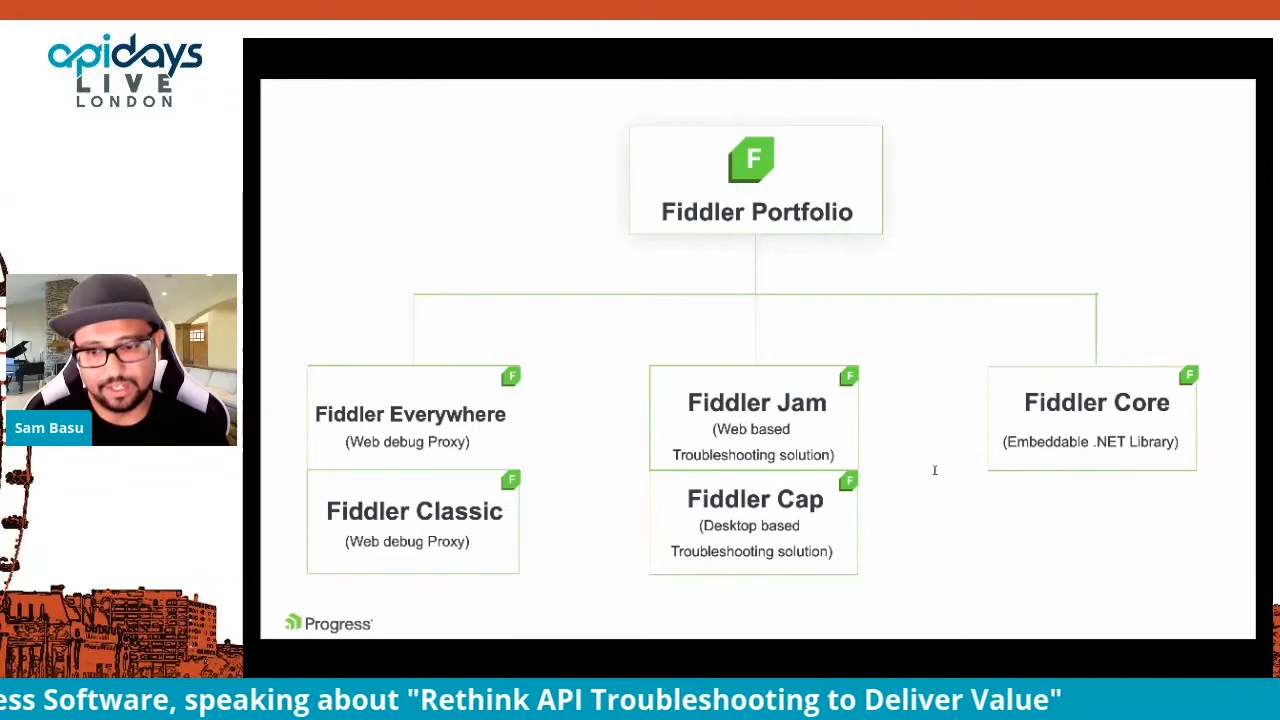 apidays
LIVE
LONDON
F
Fiddler Portfolio
F
Fiddler Everywhere
(Web debug Proxy)
F
Fiddler Classic
(Web debug Proxy)
F
Fiddler Jam
(Web based
Troubleshooting solution)
F
Fiddler Cap
(Desktop based
Troubleshooting solution)
F
Fiddler Core
(Embeddable .NET Library)
Progress
Sam Basu
ess Software, speaking about "Rethink API Troubleshooting to Deliver Value"